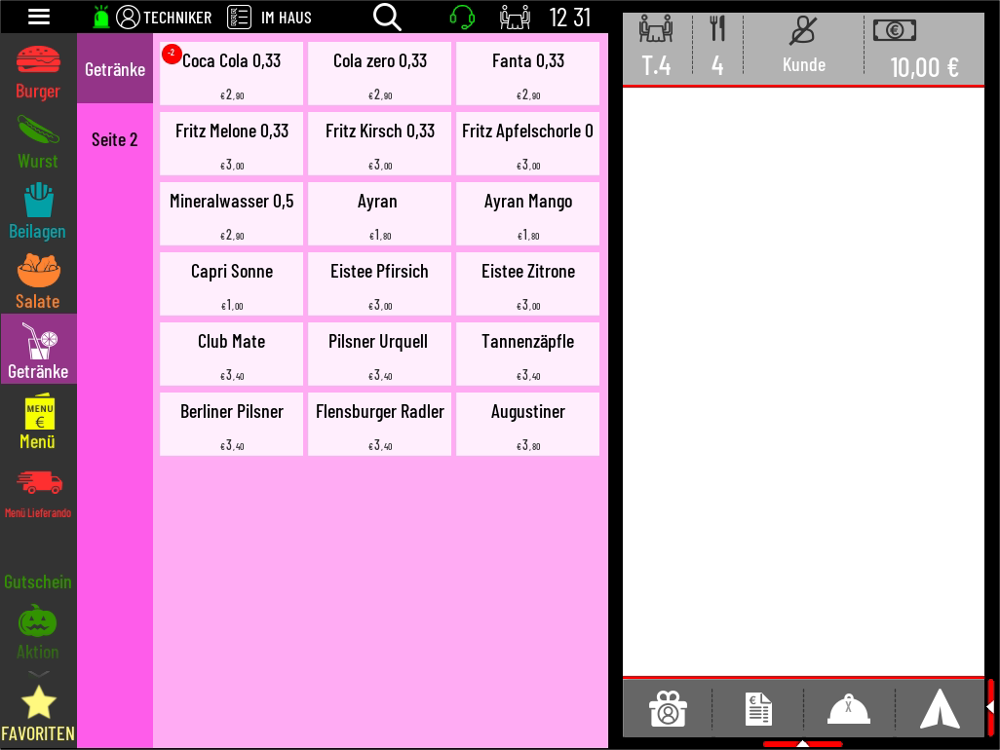 TECHNIKER
IM HAUS
12 31
Burger
Wurst
Beilagen
Salate
Getränke
MENU
€
Menü
Menü Lieferando
Gutschein
Aktion
FAVORITEN
Getränke
Seite 2
-2
Coca Cola 0,33
€2,90
Cola zero 0,33
€2,90
Fanta 0,33
€2,90
Fritz Melone 0,33
€3,00
Fritz Kirsch 0,33
€3,00
Fritz Apfelschorle 0
€3,00
Mineralwasser 0,5
€2,90
Ayran
€1,80
Ayran Mango
€1,80
Capri Sonne
€1,00
Eistee Pfirsich
€3,00
Eistee Zitrone
€3,00
Club Mate
€3,40
Pilsner Urquell
€3,40
Tannenzäpfle
€3,40
Berliner Pilsner
€3,40
Flensburger Radler
€3,40
Augustiner
€3,80
T.4
4
Kunde
€
10,00 €
€
X